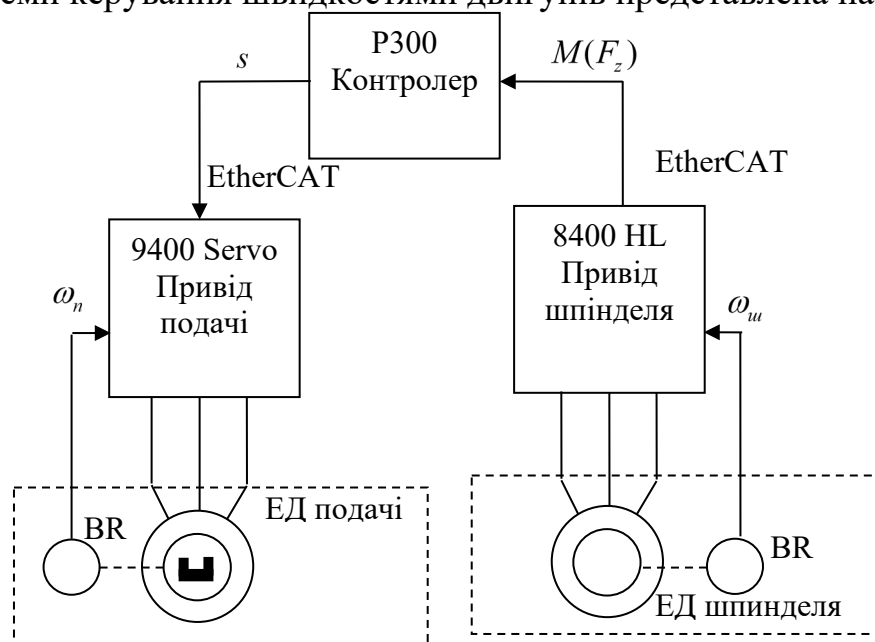 еми керування швидкостями двигунів представлена на
P300
Контролер
s
M(F_z)
EtherCAT
EtherCAT
9400 Servo
Привід
подачі
8400 HL
Привід
шпінделя
ω_п
ω_ш
ЕД подачі
BR
BR
ЕД шпинделя